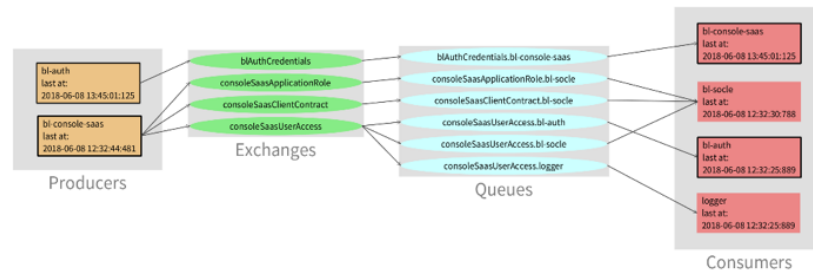 bl-auth
last at:
2018-06-08 13:45:01:125
bl-console-saas
last at:
2018-06-08 12:32:44:481
Producers
blAuthCredentials
consoleSaasApplicationRole
consoleSaasClientContract
consoleSaasUserAccess
Exchanges
blAuthCredentials.bl-console-saas
consoleSaasApplicationRole.bl-socle
consoleSaasClientContract.bl-socle
consoleSaasUserAccess.bl-auth
consoleSaasUserAccess.bl-socle
consoleSaasUserAccess.logger
Queues
bl-console-saas
last at:
2018-06-08 13:45:01:125
bl-socle
last at:
2018-06-08 12:32:30:788
bl-auth
last at:
2018-06-08 12:32:25:889
logger
last at:
2018-06-08 12:32:25:889
Consumers